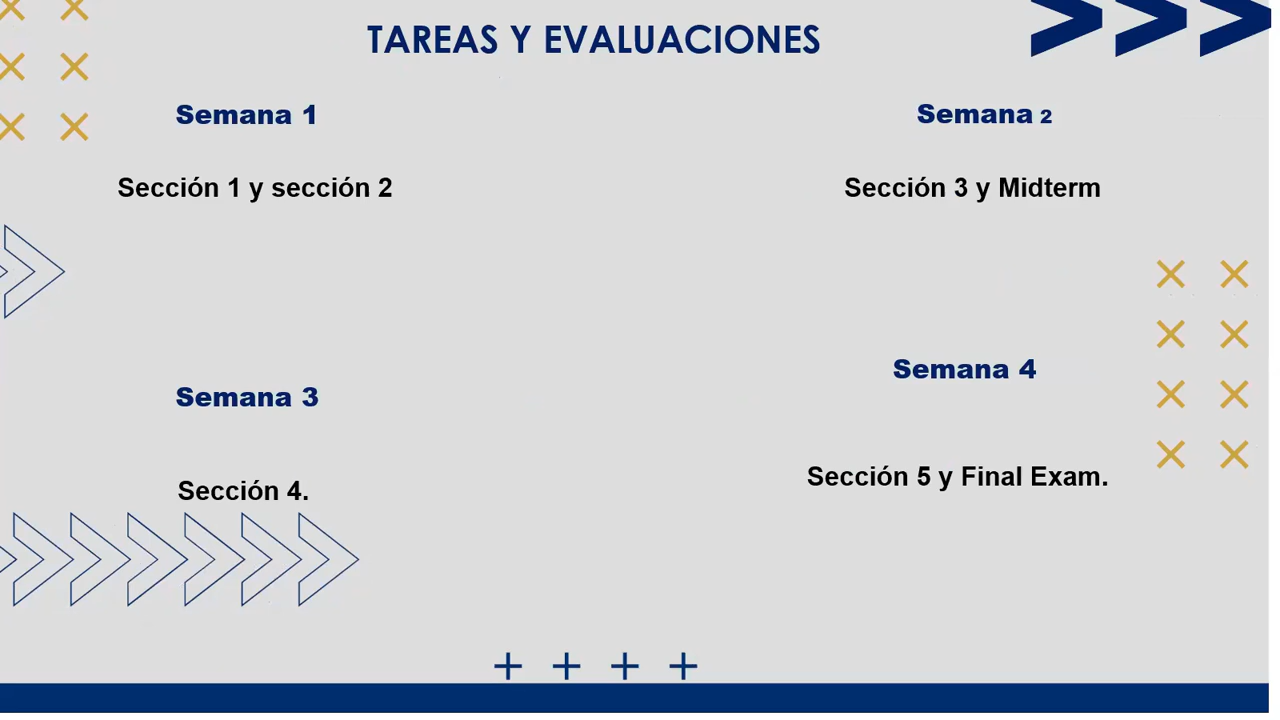 TAREAS Y EVALUACIONES
Semana 1
Sección 1 y sección 2
Semana 2
Sección 3 y Midterm
Semana 3
Sección 4.
Semana 4
Sección 5 y Final Exam.